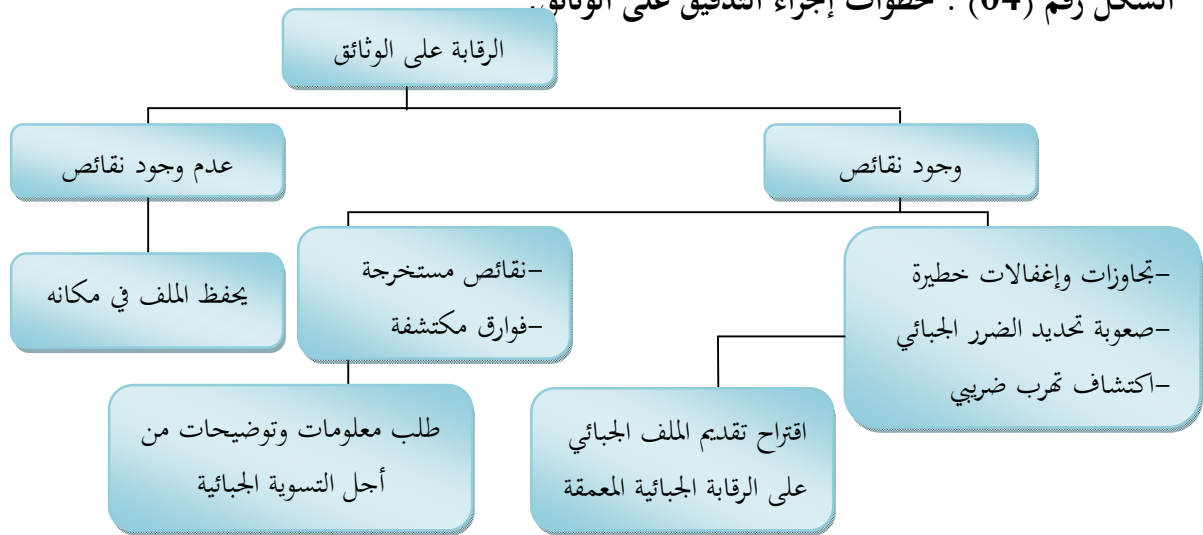 الشكل رقم (04) : خطوات إجراء التدقيق على الوثائق.
الرقابة على الوثائق
وجود نقائص
عدم وجود نقائص
-تجاوزات وإغفالات خطيرة
-صعوبة تحديد الضرر الجبائي
-اكتشاف تهرب ضريبي
-نقائص مستخرجة
-فوارق مكتشفة
يحفظ الملف في مكانه
اقتراح تقديم الملف الجبائي
على الرقابة الجبائية المعمقة
طلب معلومات وتوضيحات من
أجل التسوية الجبائية